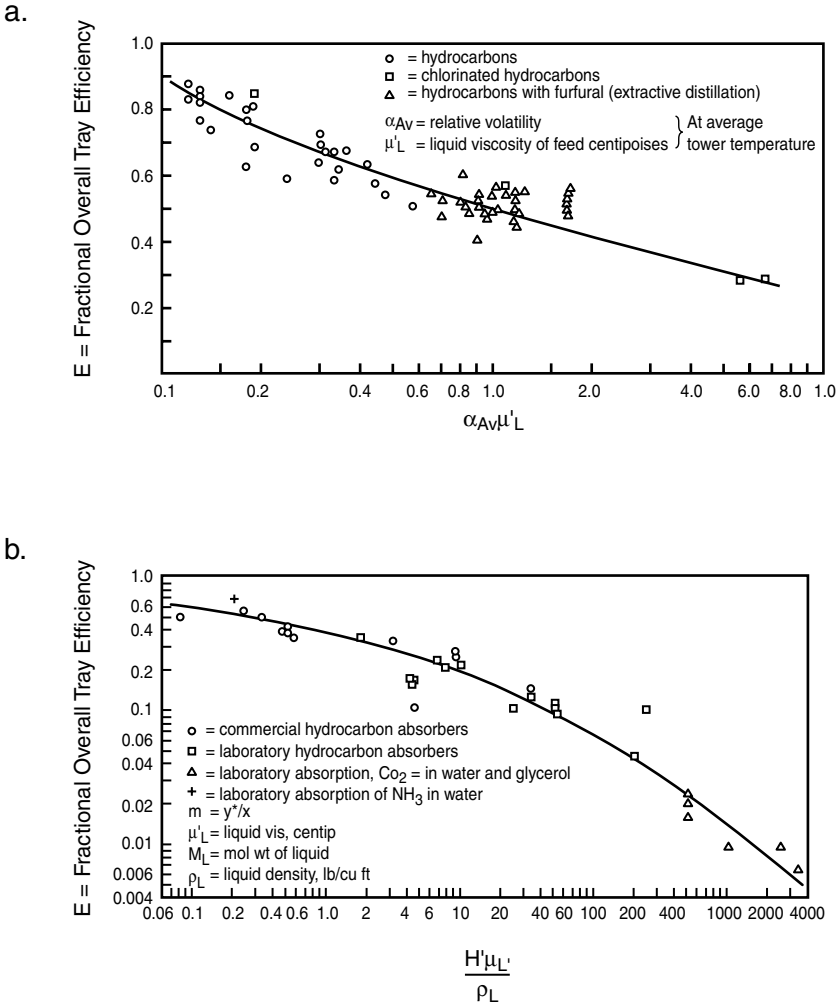 a.
E = Fractional Overall Tray Efficiency
1.0
0.8
0.6
0.4
0.2
= hydrocarbons
= chlorinated hydrocarbons
= hydrocarbons with furfural (extractive distillation)
αAv = relative volatility
μ'L = liquid viscosity of feed centipoises
} At average
tower temperature
0.1 0.2 0.4 0.6 0.8 1.0 2.0 4.0 6.0 8.0 1.0
αAvμ'L
b.
E = Fractional Overall Tray Efficiency
1.0
0.6
0.4
0.2
0.1
0.06
0.04
0.02
0.01
0.006
0.004
= commercial hydrocarbon absorbers
= laboratory hydrocarbon absorbers
= laboratory absorption, Co2 = in water and glycerol
+ = laboratory absorption of NH3 in water
m = y*/x
μ'L = liquid vis, centip
ML = mol wt of liquid
ρL = liquid density, lb/cu ft
0.06 0.1 0.2 0.4 0.6 1.0 2 4 6 10 20 40 60 100 200 400 1000 2000 4000
H'μL'
ρL